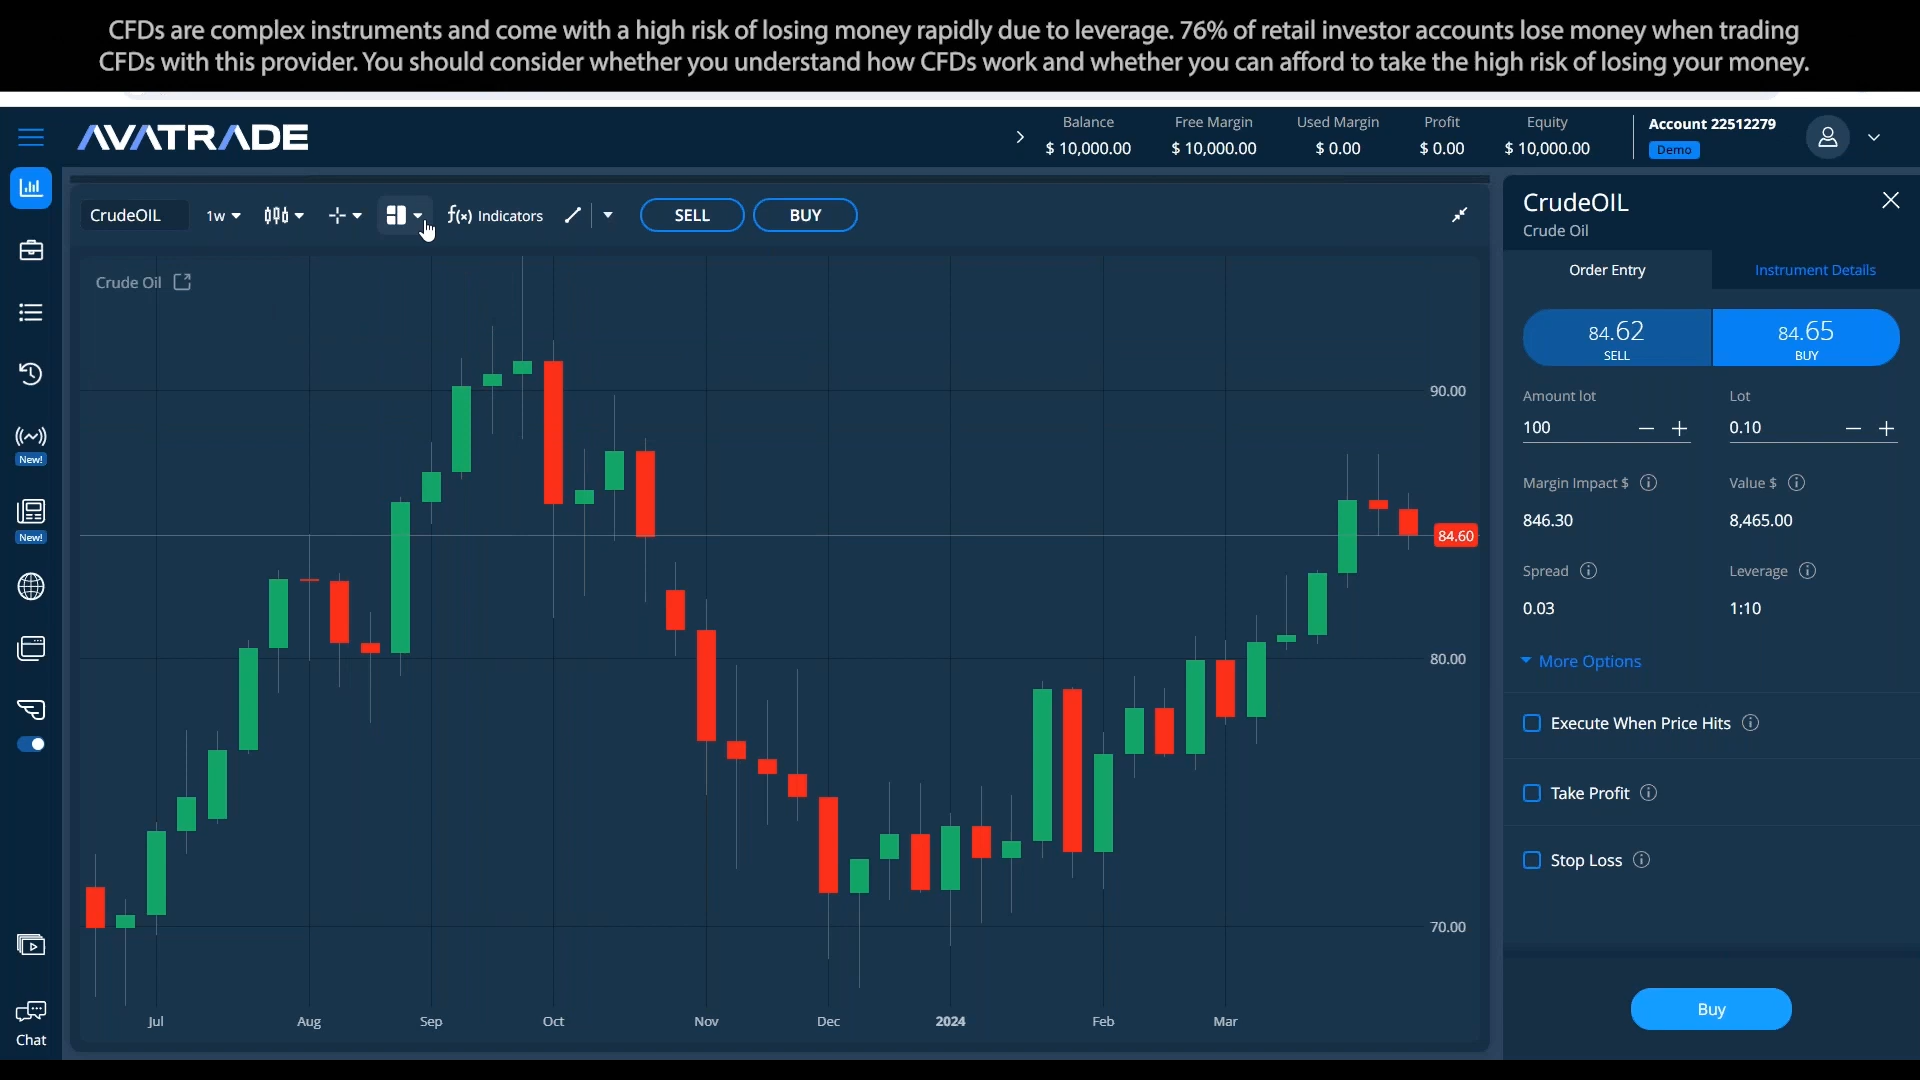 CFDs are complex instruments and come with a high risk of losing money rapidly due to leverage. 76% of retail investor accounts lose money when trading
CFDs with this provider. You should consider whether you understand how CFDs work and whether you can afford to take the high risk of losing your money.
AVATRADE
Balance Free Margin Used Margin Profit Equity
$ 10,000.00 $ 10,000.00 $ 0.00 $ 0.00 $ 10,000.00
Account 22512279
Demo
CrudeOIL 1w f(x) Indicators SELL BUY
Crude Oil
90.00
84.60
80.00
70.00
Jul Aug Sep Oct Nov Dec 2024 Feb Mar
New!
New!
Chat
CrudeOIL
Crude Oil
Order Entry Instrument Details
84.62 84.65
SELL BUY
Amount lot Lot
100 0.10
Margin Impact $ Value $
846.30 8,465.00
Spread Leverage
0.03 1:10
More Options
Execute When Price Hits
Take Profit
Stop Loss
Buy